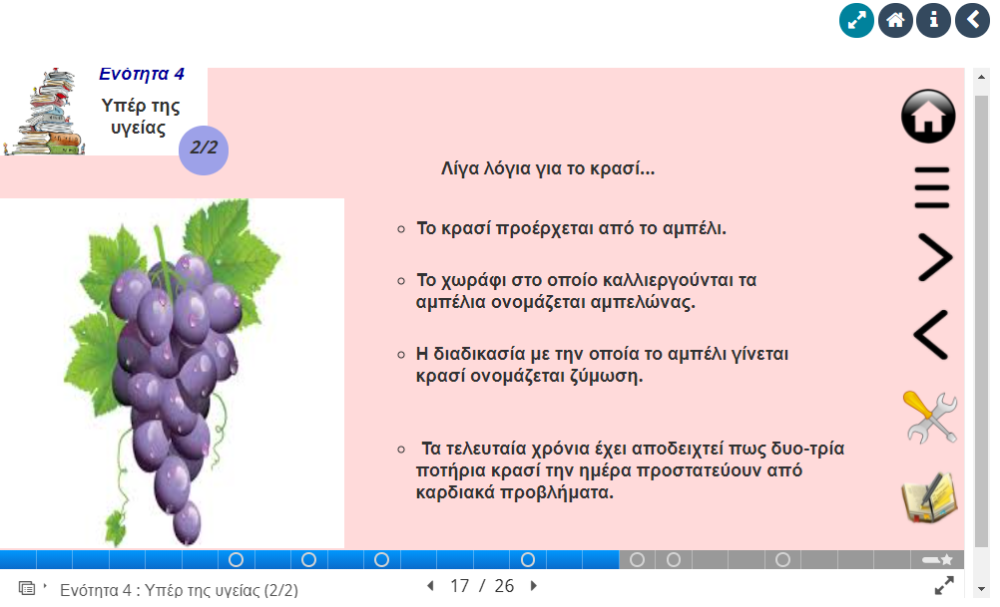 Ενότητα 4
Υπέρ της
υγείας
2/2
Λίγα λόγια για το κρασί...
Το κρασί προέρχεται από το αμπέλι.
Το χωράφι στο οποίο καλλιεργούνται τα
αμπέλια ονομάζεται αμπελώνας.
Η διαδικασία με την οποία το αμπέλι γίνεται
κρασί ονομάζεται ζύμωση.
Τα τελευταία χρόνια έχει αποδειχτεί πως δυο-τρία
ποτήρια κρασί την ημέρα προστατεύουν από
καρδιακά προβλήματα.
Ενότητα 4 : Υπέρ της υγείας (2/2)
17 / 26